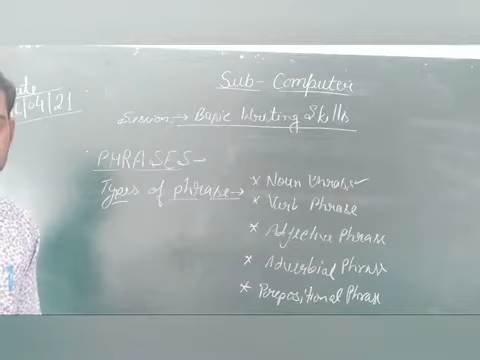 Date
/04/21
Sub- Computer
Session → Basic Writing Skills
PHRASES-
Types of phrase → * Noun Phrase ✓
* Verb Phrase
* Adjective Phrase
* Adverbial Phrase
* Prepositional Phrase